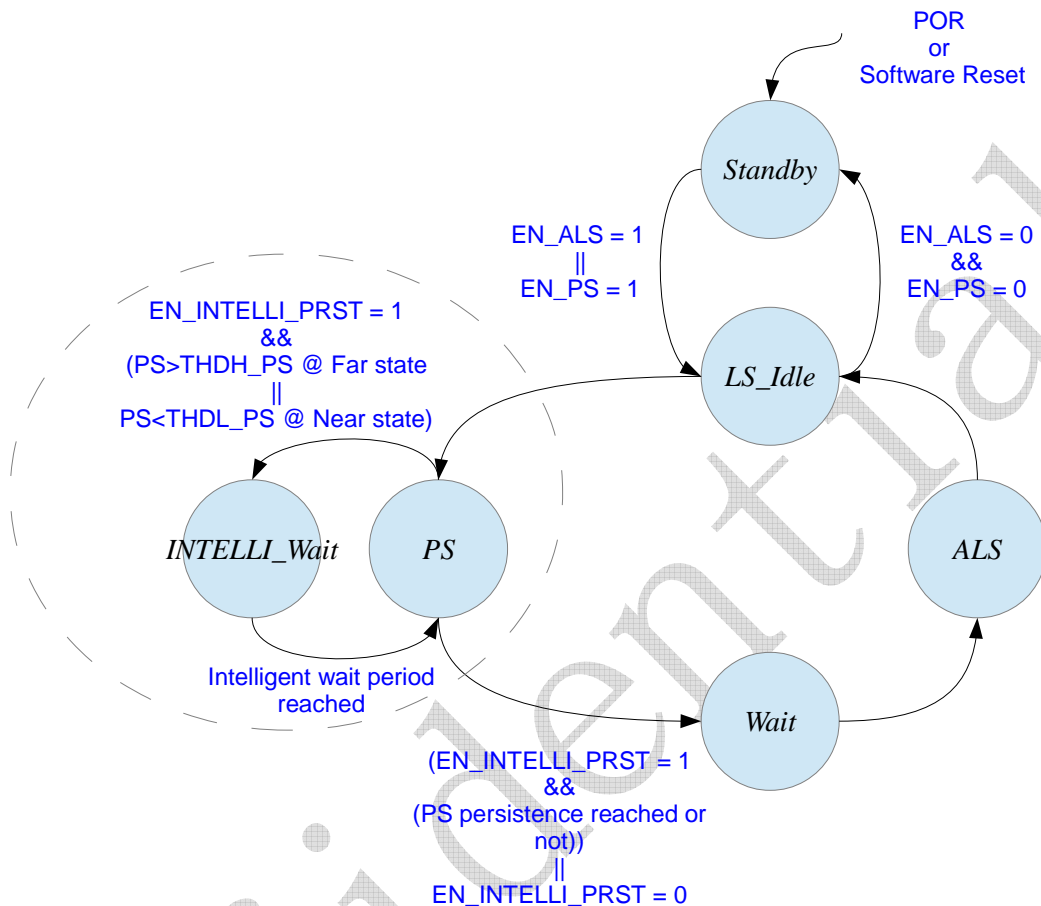 POR
or
Software Reset
Standby
EN_ALS = 1
||
EN_PS = 1
EN_ALS = 0
&&
EN_PS = 0
EN_INTELLI_PRST = 1
&&
(PS>THDH_PS @ Far state
||
PS<THDL_PS @ Near state)
LS_Idle
INTELLI_Wait
PS
ALS
Intelligent wait period
reached
Wait
(EN_INTELLI_PRST = 1
&&
(PS persistence reached or
not))
||
EN_INTELLI_PRST = 0
fidential